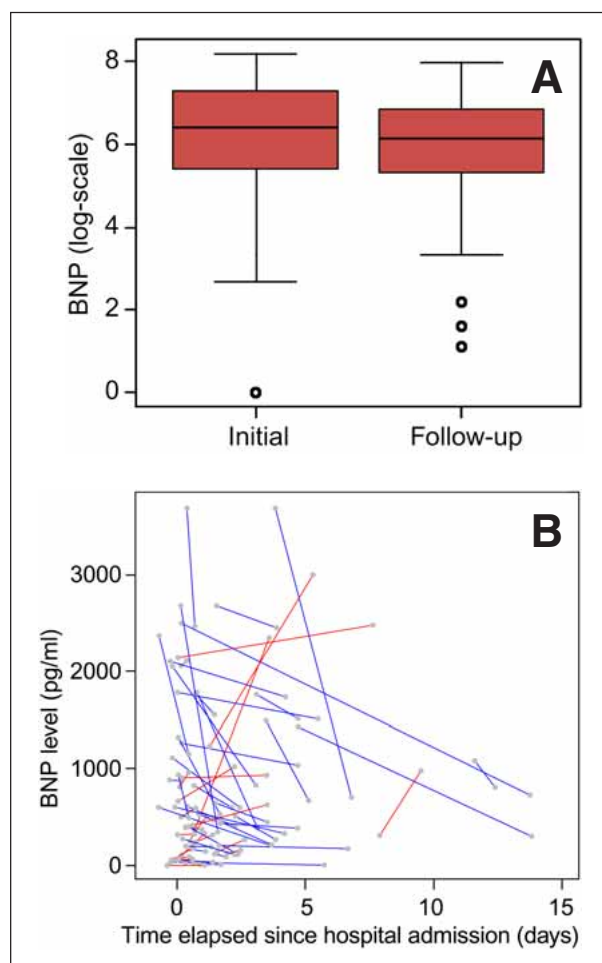 A
8
6
4
2
0
BNP (log-scale)
Initial Follow-up
B
3000
2000
1000
0
BNP level (pg/ml)
0 5 10 15
Time elapsed since hospital admission (days)